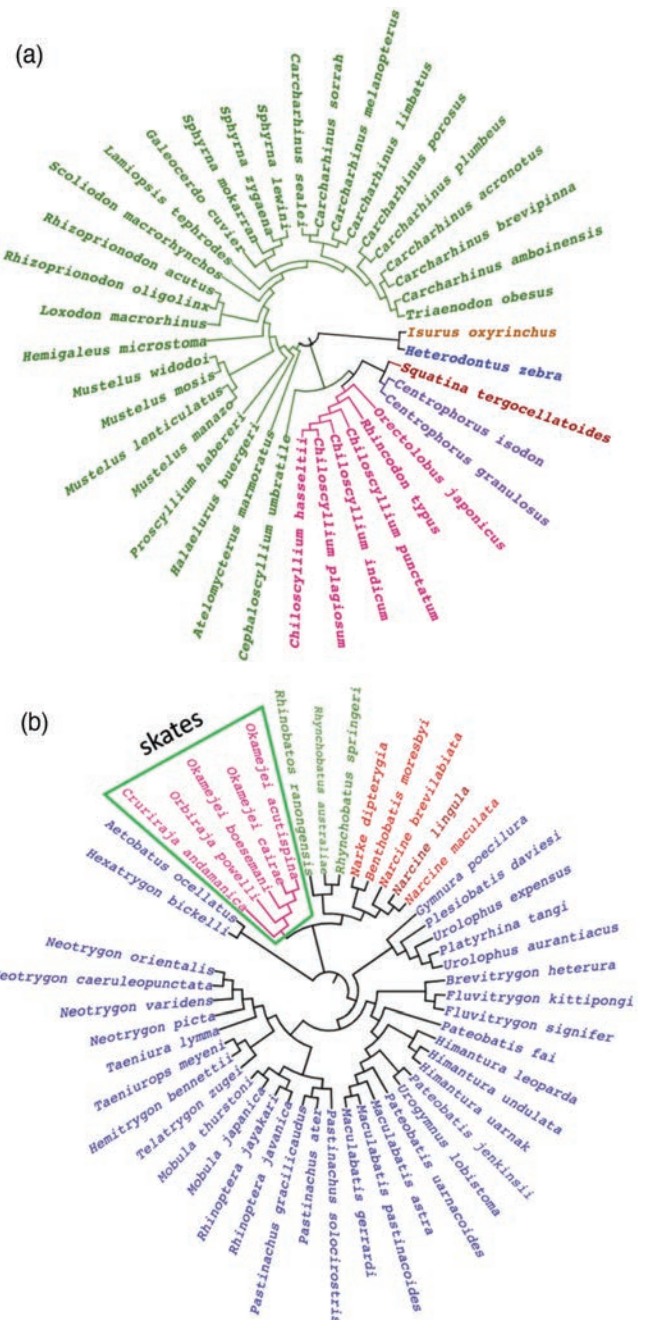 (a)
Carcharhinus sealei
Carcharhinus sorrah
Carcharhinus melanopterus
Carcharhinus limbatus
Carcharhinus porosus
Carcharhinus plumbeus
Carcharhinus acronotus
Carcharhinus brevipinna
Carcharhinus amboinensis
Triaenodon obesus
Isurus oxyrinchus
Heterodontus zebra
Squatina tergocellatoides
Centrophorus isodon
Centrophorus granulosus
Orectolobus japonicus
Rhincodon typus
Chiloscyllium punctatum
Chiloscyllium indicum
Chiloscyllium plagiosum
Chiloscyllium hasseltii
Cephaloscyllium umbratile
Atelomycterus marmoratus
Halaelurus buergeri
Proscyllium habereri
Mustelus manazo
Mustelus lenticulatus
Mustelus mosis
Mustelus widodoi
Hemigaleus microstoma
Loxodon macrorhinus
Rhizoprionodon oligolinx
Rhizoprionodon acutus
Scoliodon macrorhynchos
Lamiopsis tephrodes
Galeocerdo cuvier
Sphyrna mokarran
Sphyrna zygaena
Sphyrna lewini
(b)
skates
Rhinobatos ranongensis
Rhynchobatus australiae
Rhynchobatus springeri
Narke dipterygia
Benthobatis moresbyi
Narcine brevilabiata
Narcine lingula
Narcine maculata
Gymnura poecilura
Plesiobatis daviesi
Urolophus expensus
Platyrhina tangi
Urolophus aurantiacus
Brevitrygon heterura
Fluvitrygon kittipongi
Fluvitrygon signifer
Pateobatis fai
Himantura leoparda
Himantura undulata
Himantura uarnak
Pateobatis jenkinsii
Urogymnus lobistoma
Pateobatis uarnacoides
Maculabatis astra
Maculabatis pastinacoides
Maculabatis gerrardi
Pastinachus solocirostris
Pastinachus ater
Pastinachus gracilicaudus
Rhinoptera javanica
Rhinoptera jayakari
Mobula japanica
Mobula thurstoni
Telatrygon zugei
Hemitrygon bennettii
Taeniurops meyeni
Taeniura lymma
Neotrygon picta
Neotrygon varidens
Neotrygon caeruleopunctata
Neotrygon orientalis
Hexatrygon bickelli
Aetobatus ocellatus
Cruriraja andamanica
Orbiraja powelli
Okamejei boesemani
Okamejei cairae
Okamejei acutispina